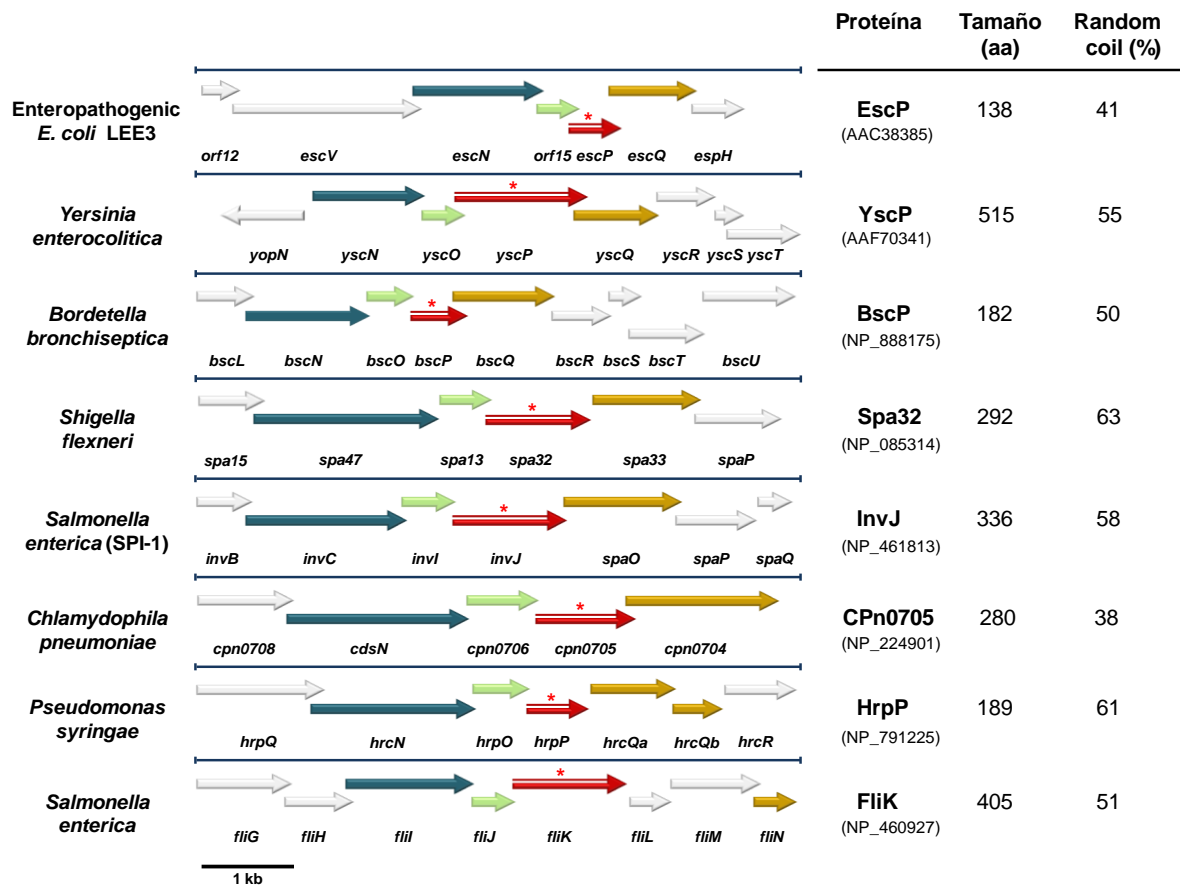 Proteína Tamaño (aa) Random coil (%)
Enteropathogenic
E. coli LEE3
*
orf12 escV escN orf15 escP escQ espH
EscP 138 41
(AAC38385)
Yersinia
enterocolitica
*
yopN yscN yscO yscP yscQ yscR yscS yscT
YscP 515 55
(AAF70341)
Bordetella
bronchiseptica
*
bscL bscN bscO bscP bscQ bscR bscS bscT bscU
BscP 182 50
(NP_888175)
Shigella
flexneri
*
spa15 spa47 spa13 spa32 spa33 spaP
Spa32 292 63
(NP_085314)
Salmonella
enterica (SPI-1)
*
invB invC invI invJ spaO spaP spaQ
InvJ 336 58
(NP_461813)
Chlamydophila
pneumoniae
*
cpn0708 cdsN cpn0706 cpn0705 cpn0704
CPn0705 280 38
(NP_224901)
Pseudomonas
syringae
*
hrpQ hrcN hrpO hrpP hrcQa hrcQb hrcR
HrpP 189 61
(NP_791225)
Salmonella
enterica
*
fliG fliH fliI fliJ fliK fliL fliM fliN
FliK 405 51
(NP_460927)
1 kb